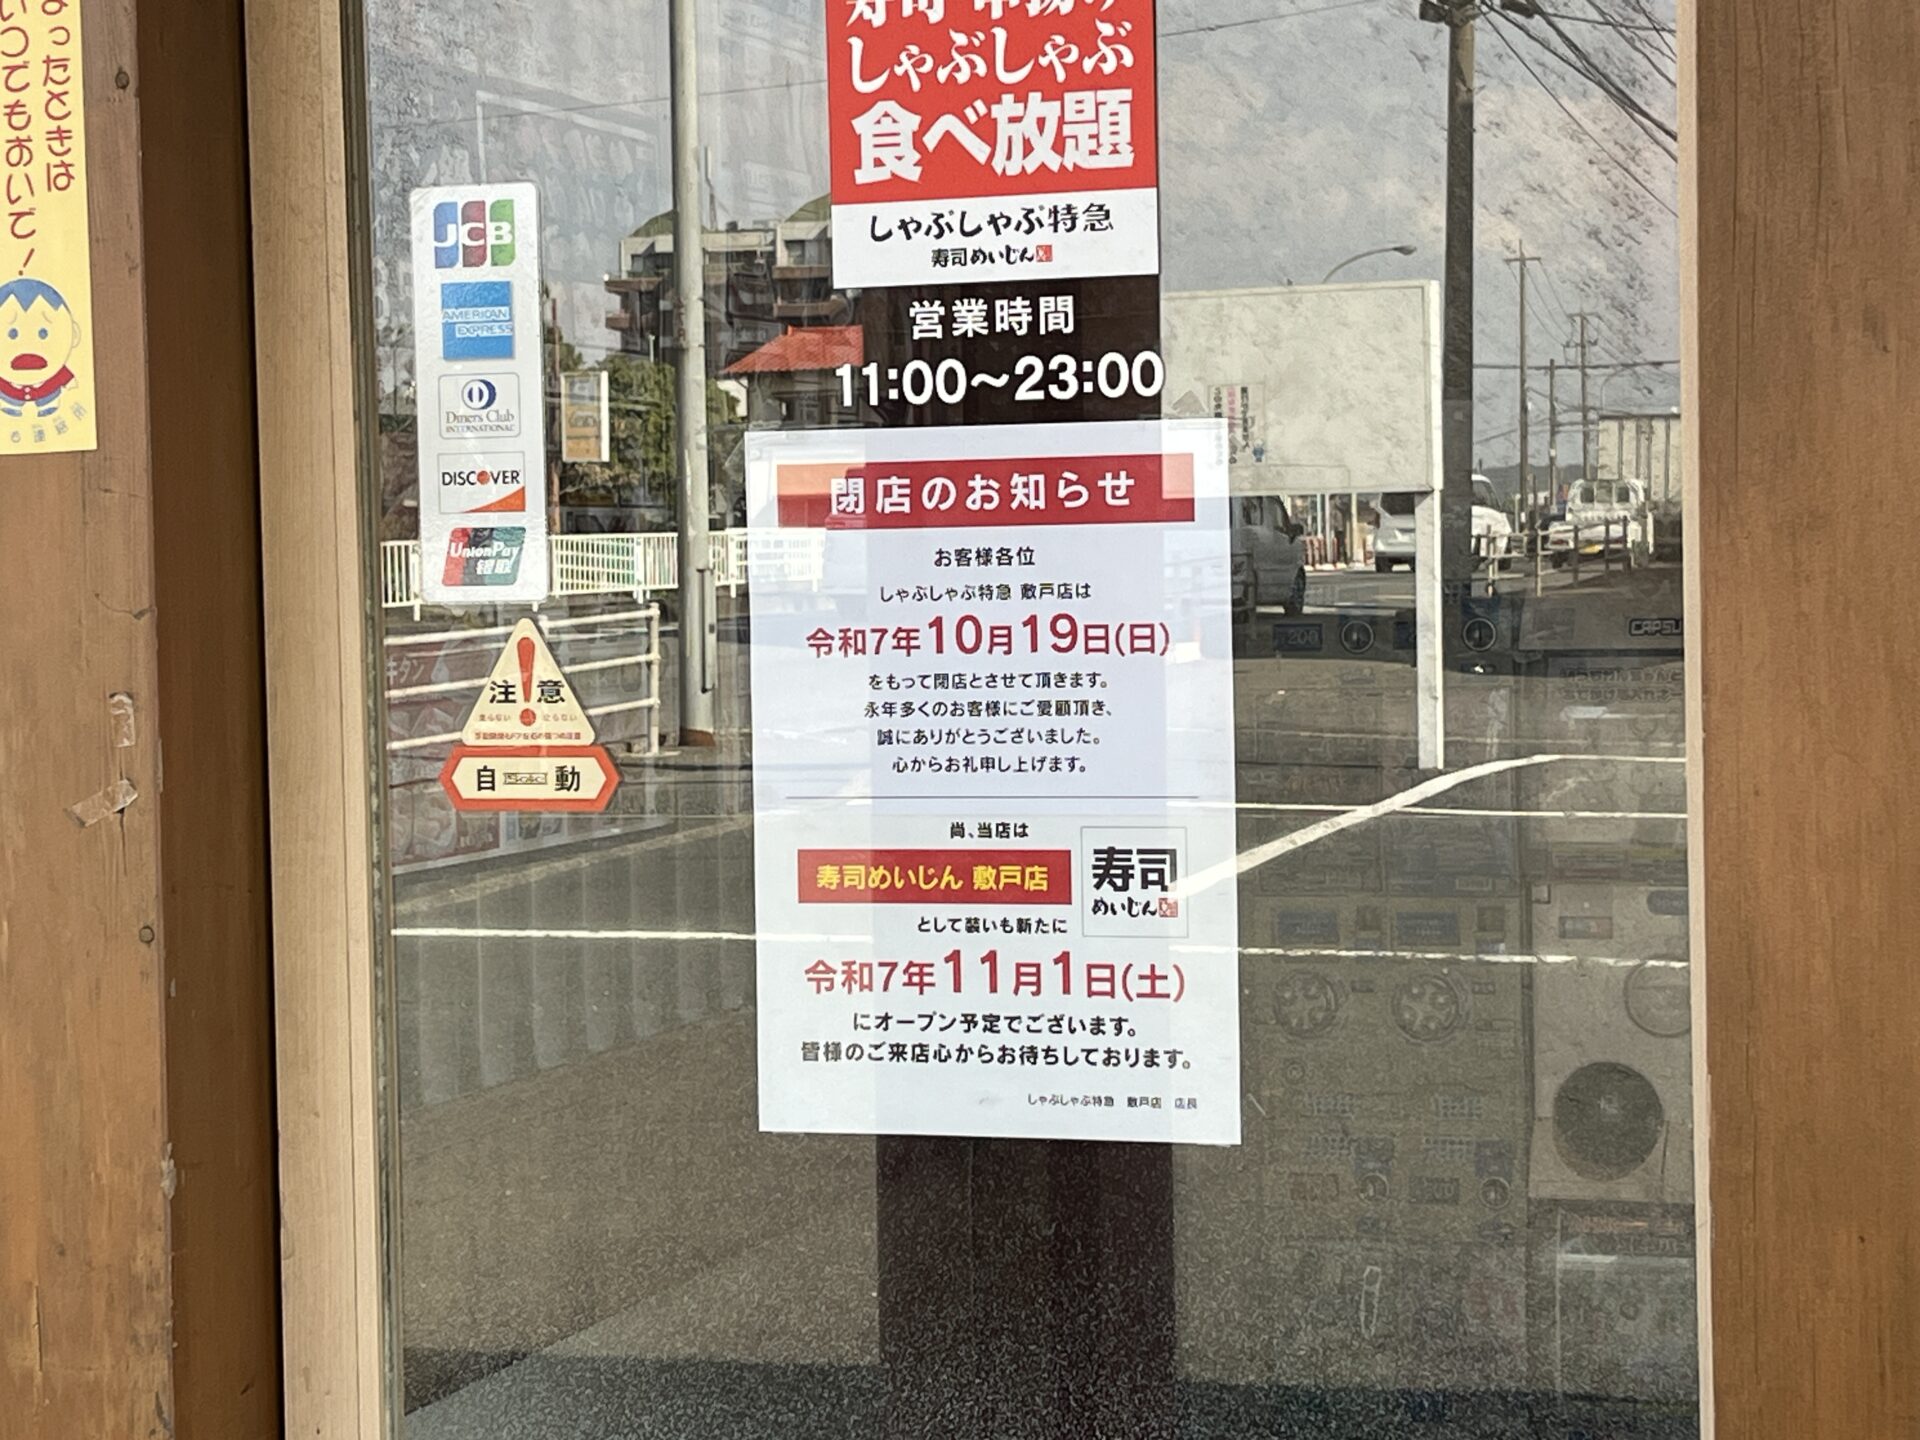 ったときは
いつでもおいで!
しゃぶしゃぶ
食べ放題
しゃぶしゃぶ特急
寿司めいじん
営業時間
11:00〜23:00
JCB
AMERICAN
EXPRESS
Diners Club
INTERNATIONAL
DISCOVER
UnionPay
银联
注意
自動
閉店のお知らせ
お客様各位
しゃぶしゃぶ特急 敷戸店は
令和7年10月19日(日)
をもって閉店とさせて頂きます。
永年多くのお客様にご愛顧頂き、
誠にありがとうございました。
心からお礼申し上げます。
尚、当店は
寿司めいじん 敷戸店
寿司
めいじん
として装いも新たに
令和7年11月1日(土)
にオープン予定でございます。
皆様のご来店心からお待ちしております。
しゃぶしゃぶ特急 敷戸店 店長